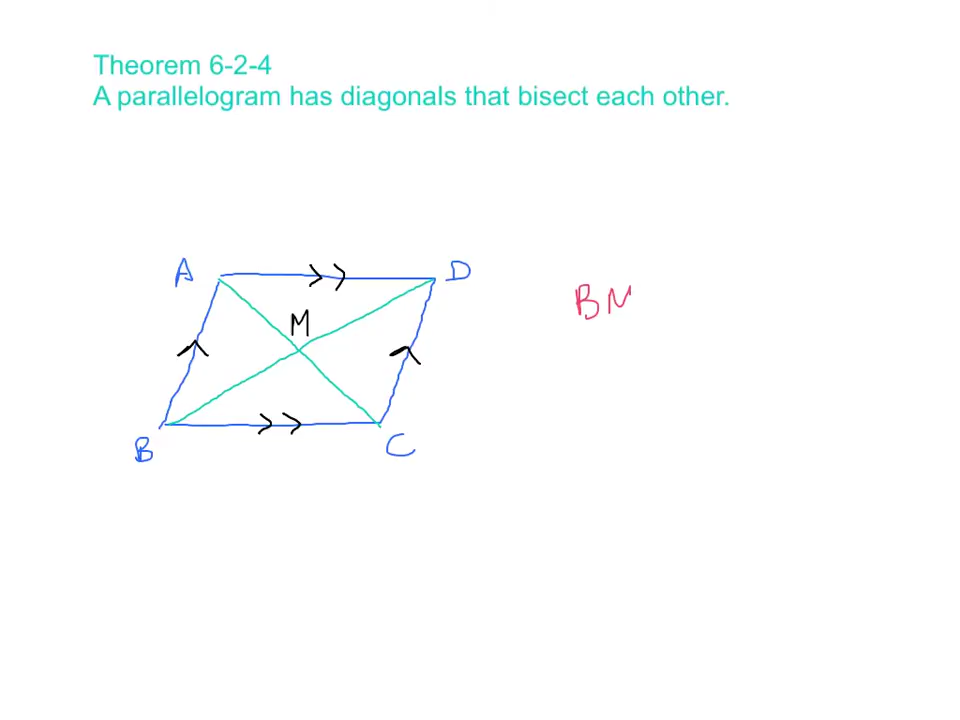 Theorem 6-2-4
A parallelogram has diagonals that bisect each other.
A
D
M
BM
B
C